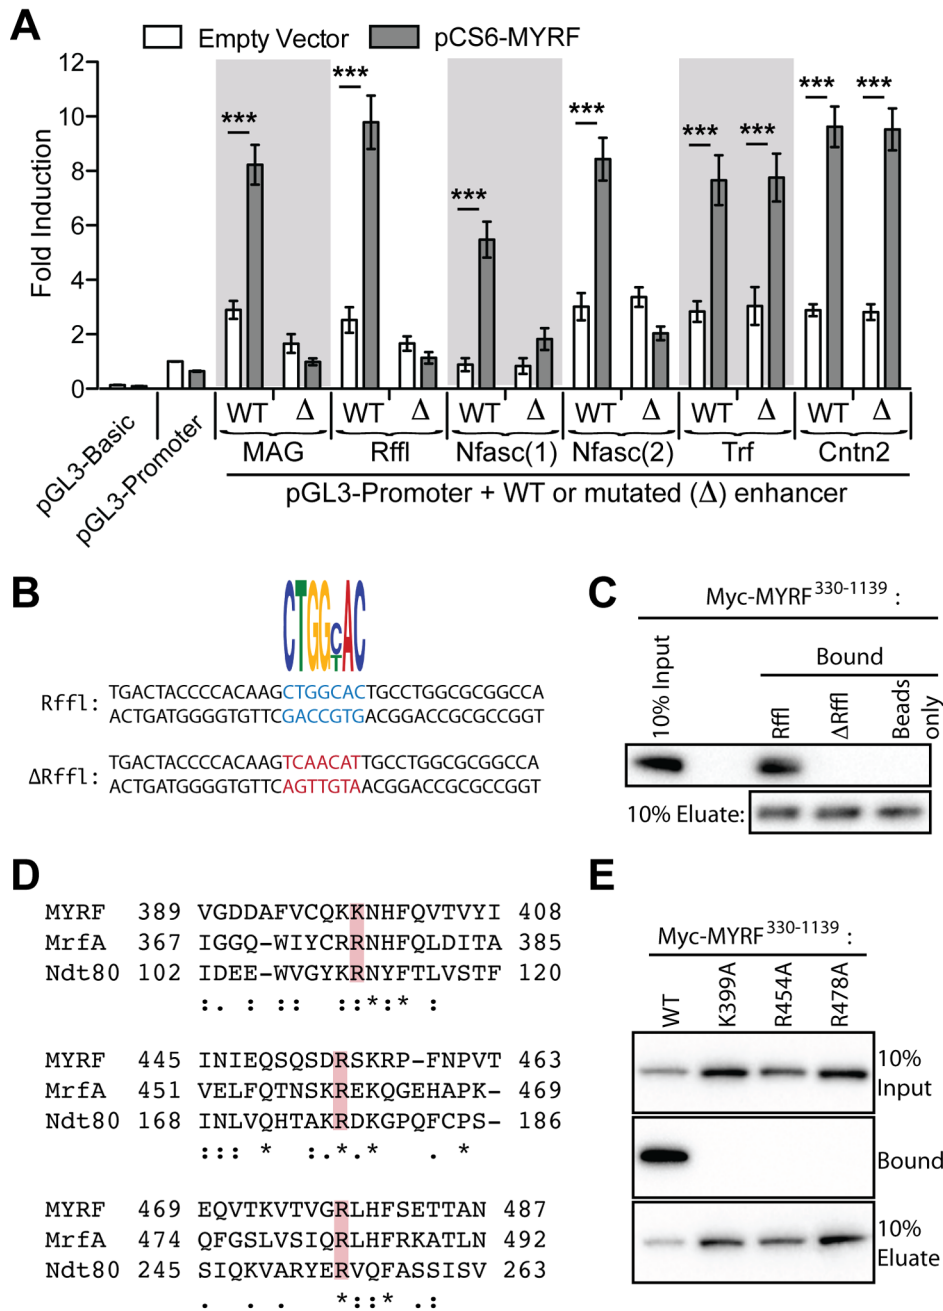 A
Empty Vector pCS6-MYRF
Fold Induction
12
10
8
6
4
2
0
*** *** *** *** *** *** *** ***
WT Δ WT Δ WT Δ WT Δ WT Δ WT Δ
pGL3-Basic
pGL3-Promoter
MAG Rffl Nfasc(1) Nfasc(2) Trf Cntn2
pGL3-Promoter + WT or mutated (Δ) enhancer
B
CTGGCAC
T
Rffl:
TGACTACCCCACAAGCTGGCACTGCCTGGCGCGGCCA
ACTGATGGGGTGTTCGACCGTGACGGACCGCGCCGGT
ΔRffl:
TGACTACCCCACAAGTCAACATTGCCTGGCGCGGCCA
ACTGATGGGGTGTTCAGTTGTAACGGACCGCGCCGGT
C
Myc-MYRF330-1139 :
Bound
10% Input
Rffl
ΔRffl
Beads only
10% Eluate:
D
MYRF 389 VGDDAFVCQKKNHFQVTVYI 408
MrfA 367 IGGQ-WIYCRRNHFQLDITA 385
Ndt80 102 IDEE-WVGYKRNYFTLVSTF 120
:. : :: ::*:* :
MYRF 445 INIEQSQSDRSKRP-FNPVT 463
MrfA 451 VELFQTNSKREKQGEHAPK- 469
Ndt80 168 INLVQHTAKRDKGPQFCPS- 186
::: * :.*.* . *
MYRF 469 EQVTKVTVGRLHFSETTAN 487
MrfA 474 QFGSLVSIQRLHFRKATLN 492
Ndt80 245 SIQKVARYERVQFASSISV 263
. . . *::* .:
E
Myc-MYRF330-1139 :
WT
K399A
R454A
R478A
10% Input
Bound
10% Eluate